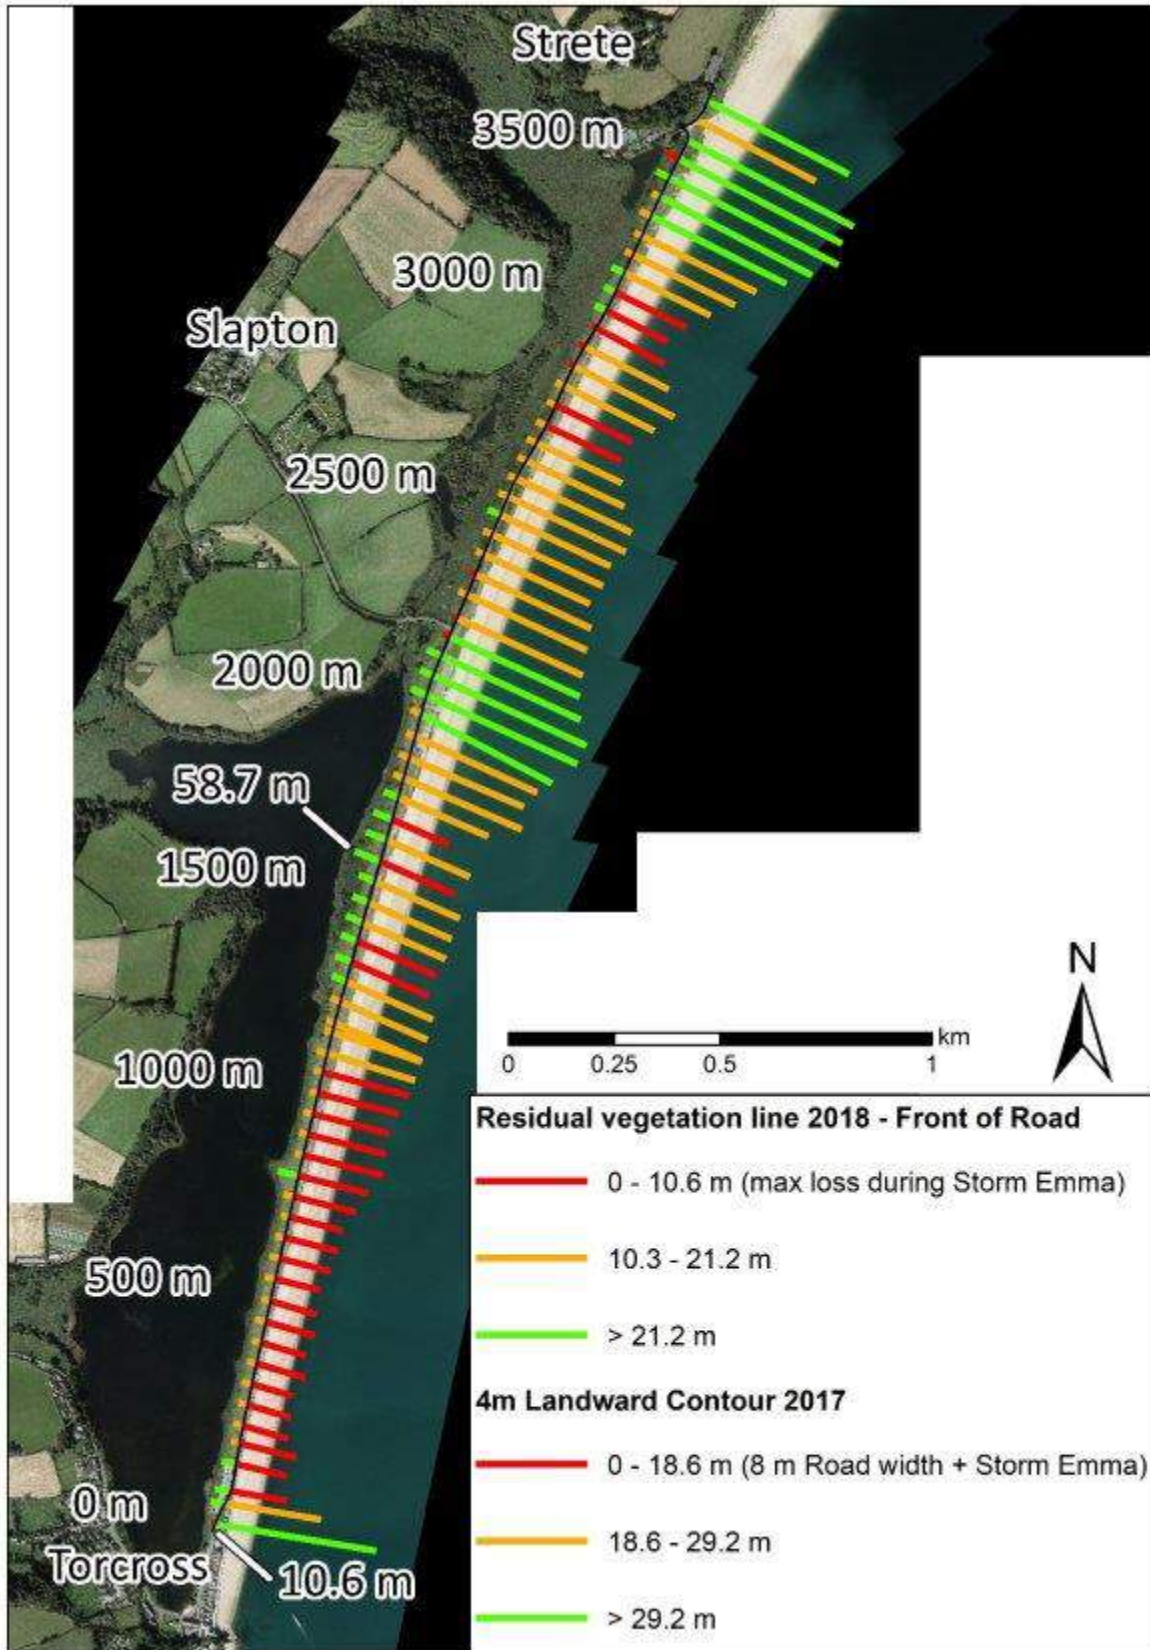 Strete
3500 m
3000 m
Slapton
2500 m
2000 m
58.7 m
1500 m
N
km
0 0.25 0.5 1
1000 m
500 m
0 m
Torcross
10.6 m
Residual vegetation line 2018 - Front of Road
0 - 10.6 m (max loss during Storm Emma)
10.3 - 21.2 m
> 21.2 m
4m Landward Contour 2017
0 - 18.6 m (8 m Road width + Storm Emma)
18.6 - 29.2 m
> 29.2 m